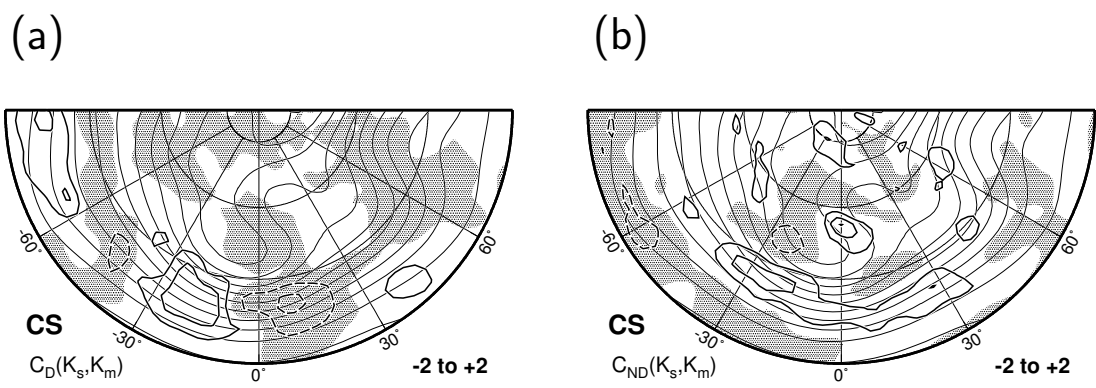 (a)
-60°
60°
-30°
30°
0°
CS
C_D(K_s,K_m)
-2 to +2
(b)
-60°
60°
-30°
30°
0°
CS
C_ND(K_s,K_m)
-2 to +2